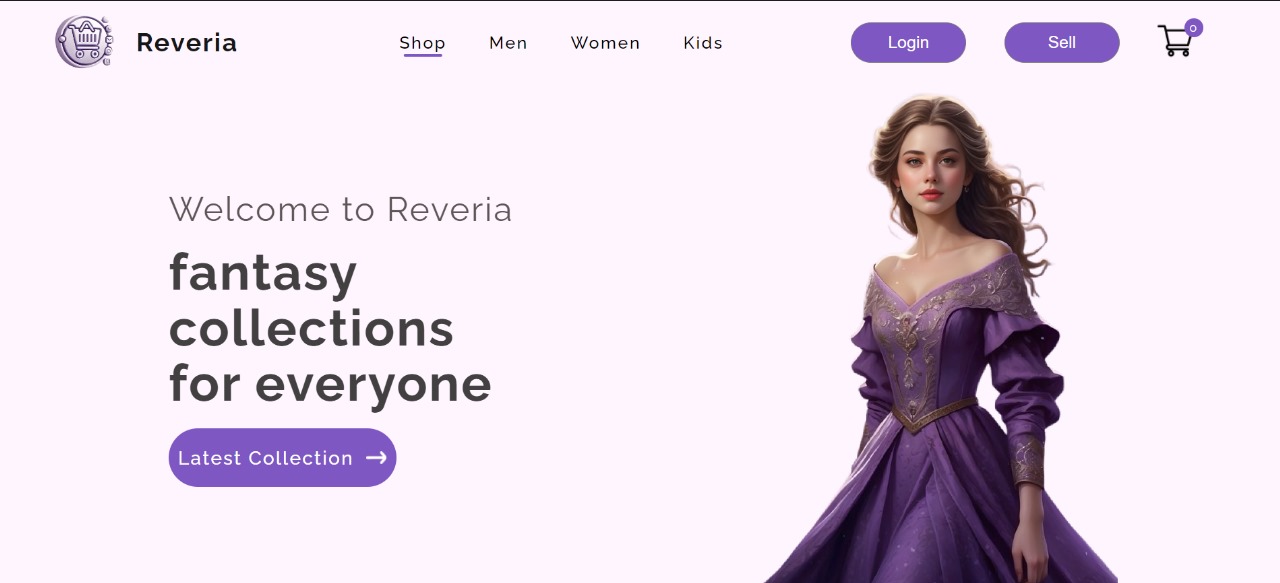 Reveria
Shop
Men
Women
Kids
Login
Sell
0
Welcome to Reveria
fantasy
collections
for everyone
Latest Collection →